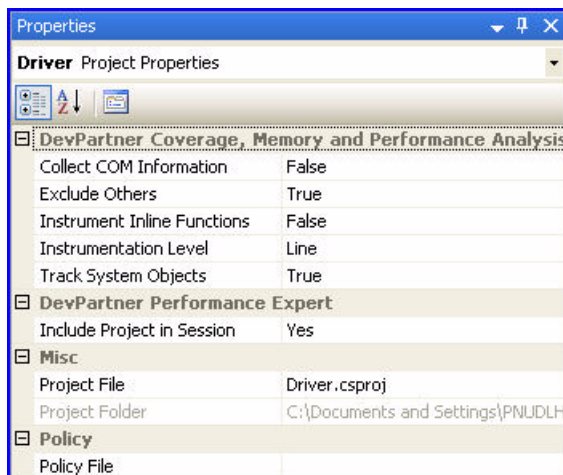 Properties
Driver Project Properties
DevPartner Coverage, Memory and Performance Analysis
Collect COM Information False
Exclude Others True
Instrument Inline Functions False
Instrumentation Level Line
Track System Objects True
DevPartner Performance Expert
Include Project in Session Yes
Misc
Project File Driver.csproj
Project Folder C:\Documents and Settings\PNUDLH
Policy
Policy File